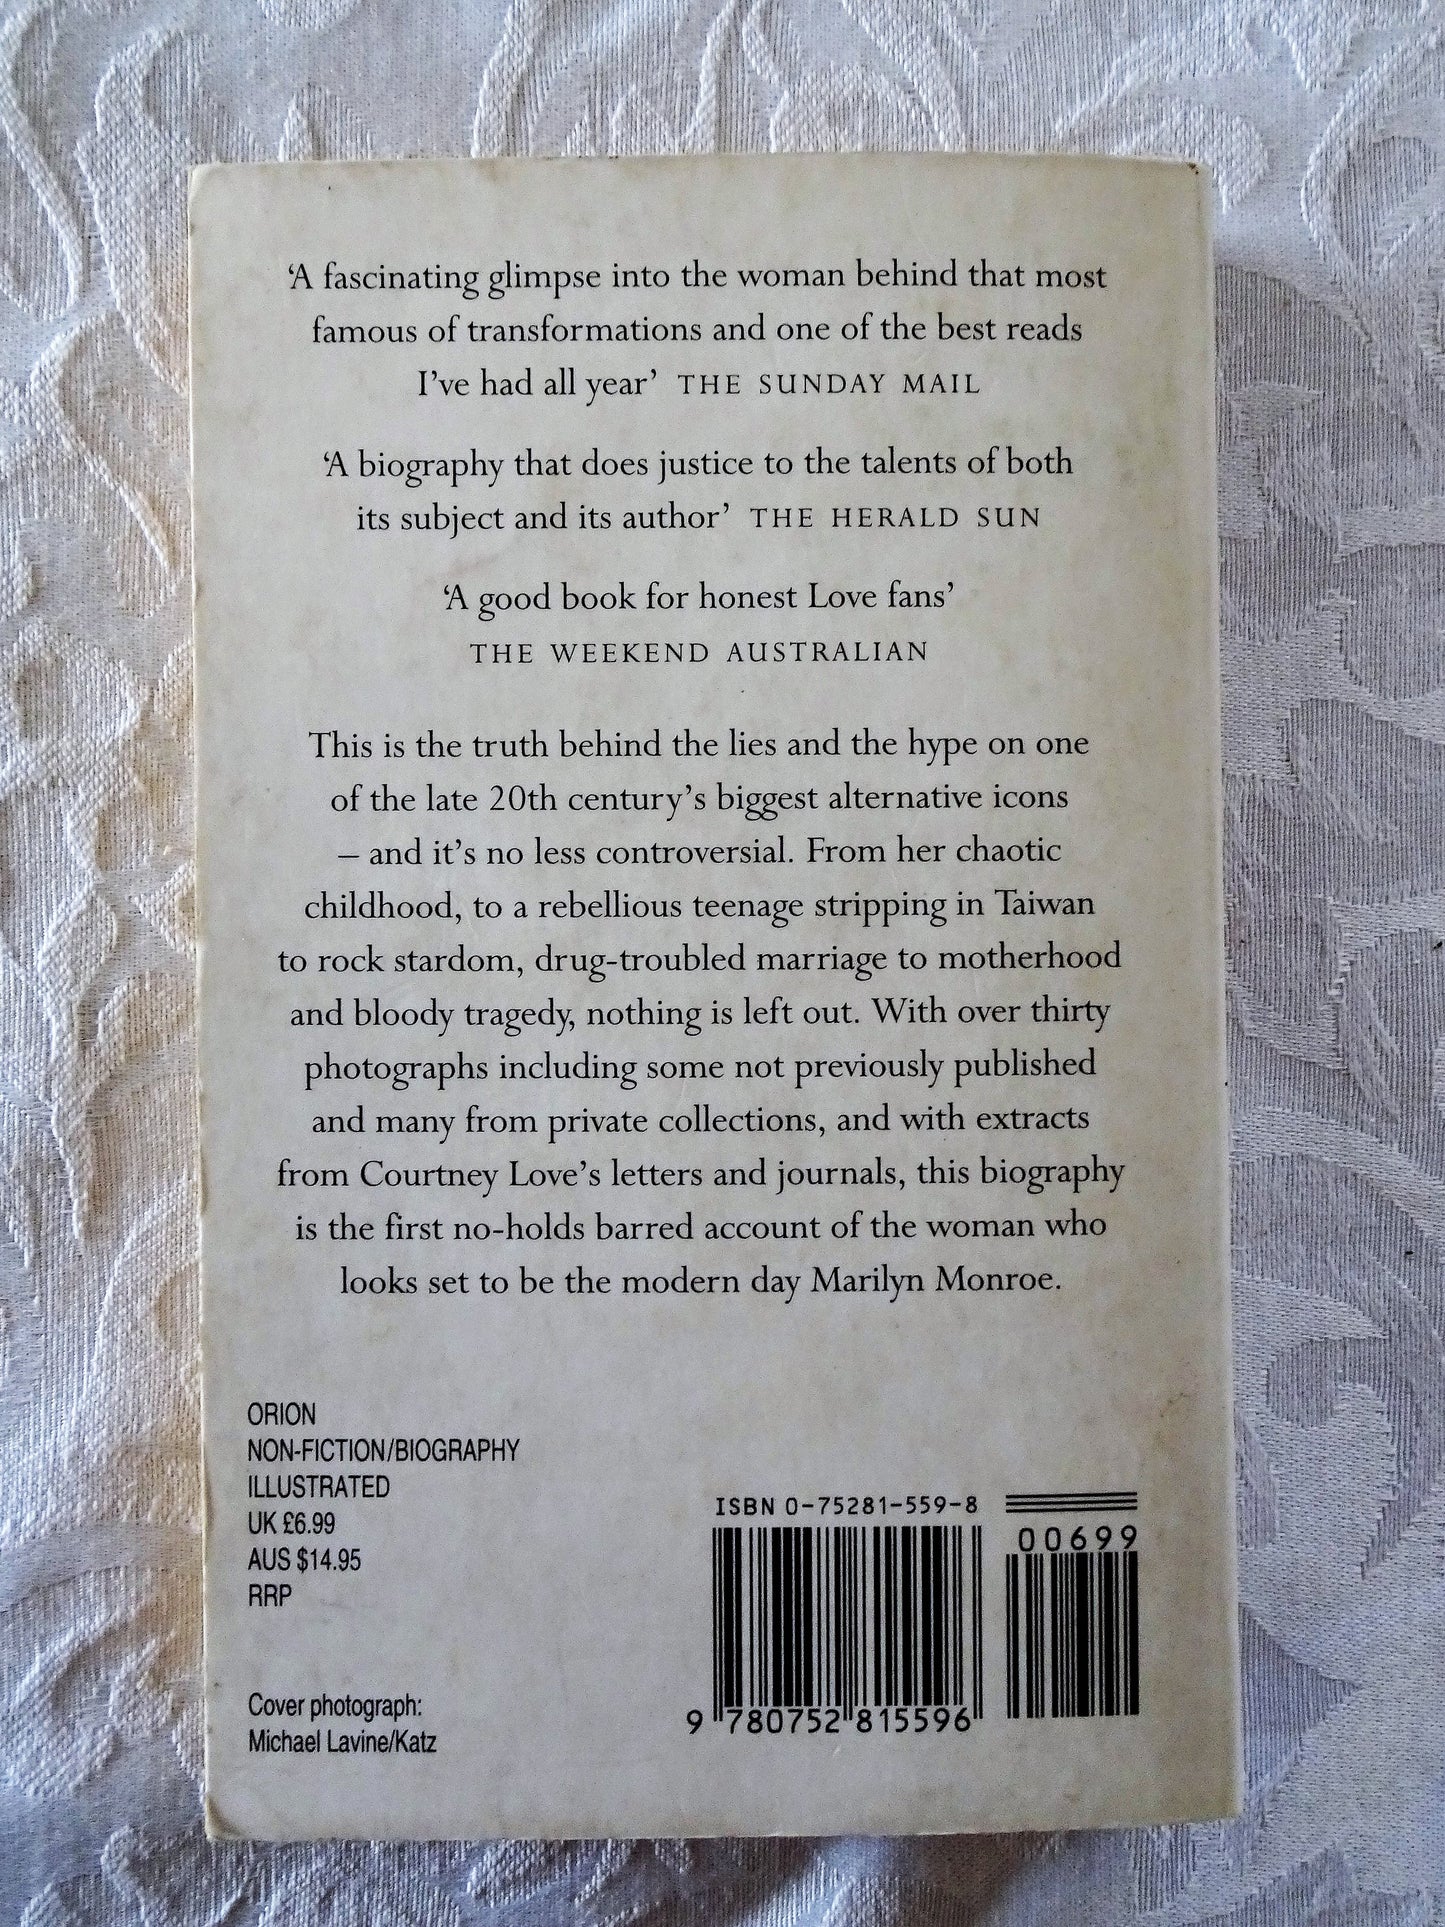 ‘A fascinating glimpse into the woman behind that most
famous of transformations and one of the best reads
I’ve had all year’ THE SUNDAY MAIL
‘A biography that does justice to the talents of both
its subject and its author’ THE HERALD SUN
‘A good book for honest Love fans’
THE WEEKEND AUSTRALIAN
This is the truth behind the lies and the hype on one
of the late 20th century’s biggest alternative icons
– and it’s no less controversial. From her chaotic
childhood, to a rebellious teenage stripping in Taiwan
to rock stardom, drug-troubled marriage to motherhood
and bloody tragedy, nothing is left out. With over thirty
photographs including some not previously published
and many from private collections, and with extracts
from Courtney Love’s letters and journals, this biography
is the first no-holds barred account of the woman who
looks set to be the modern day Marilyn Monroe.
ORION
NON-FICTION/BIOGRAPHY
ILLUSTRATED
UK £6.99
AUS $14.95
RRP
Cover photograph:
Michael Lavine/Katz
ISBN 0-75281-559-8
00699
9 780752 815596